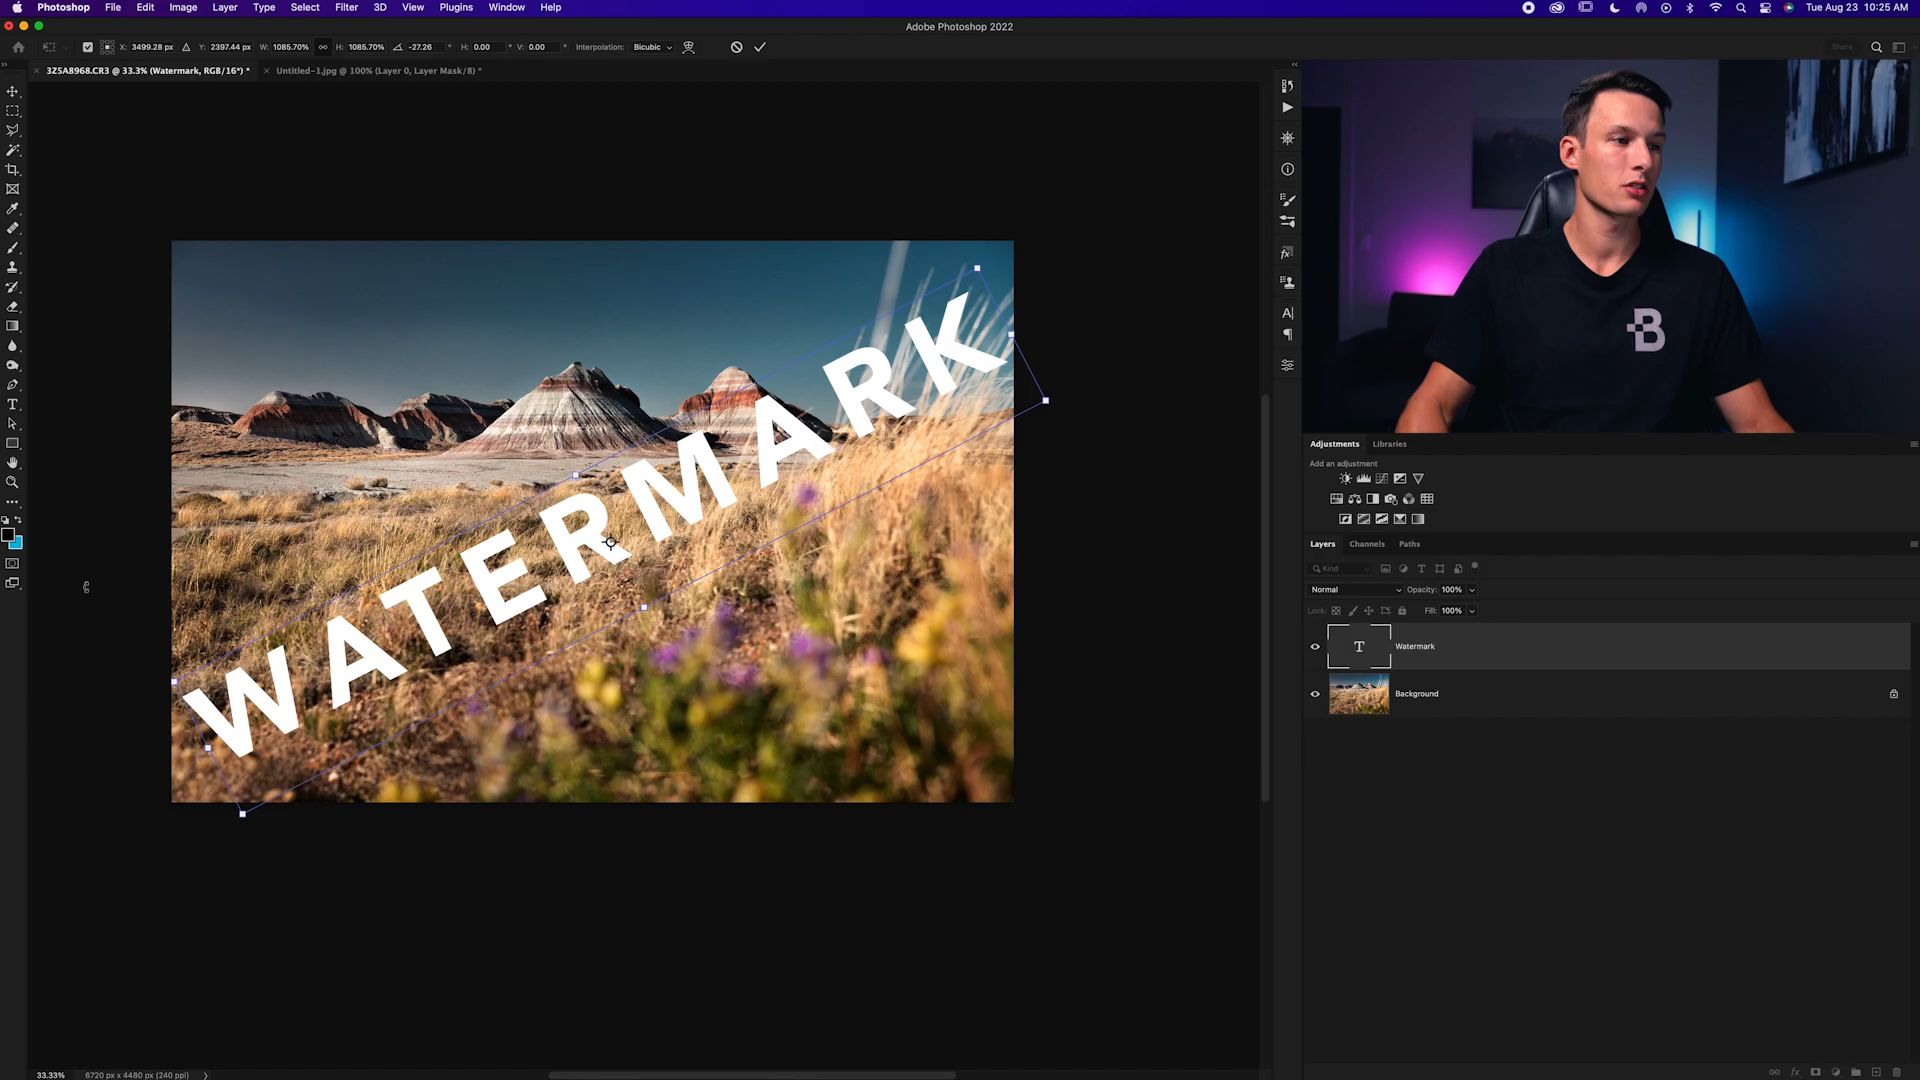 Photoshop File Edit Image Layer Type Select Filter 3D View Plugins Window Help Tue Aug 23 10:25 AM
Adobe Photoshop 2022
X: 3499.28 px Y: 2397.44 px W: 1085.70% H: 1085.70% -27.26 ° H: 0.00 ° V: 0.00 ° Interpolation: Bicubic Share
3Z5A8968.CR3 @ 33.3% (Watermark, RGB/16*) * Untitled-1.jpg @ 100% (Layer 0, Layer Mask/8) *
WATERMARK
B
Adjustments Libraries
Add an adjustment
Layers Channels Paths
Kind
Normal Opacity: 100%
Lock: Fill: 100%
T Watermark
Background
33.33% 6720 px x 4480 px (240 ppi)